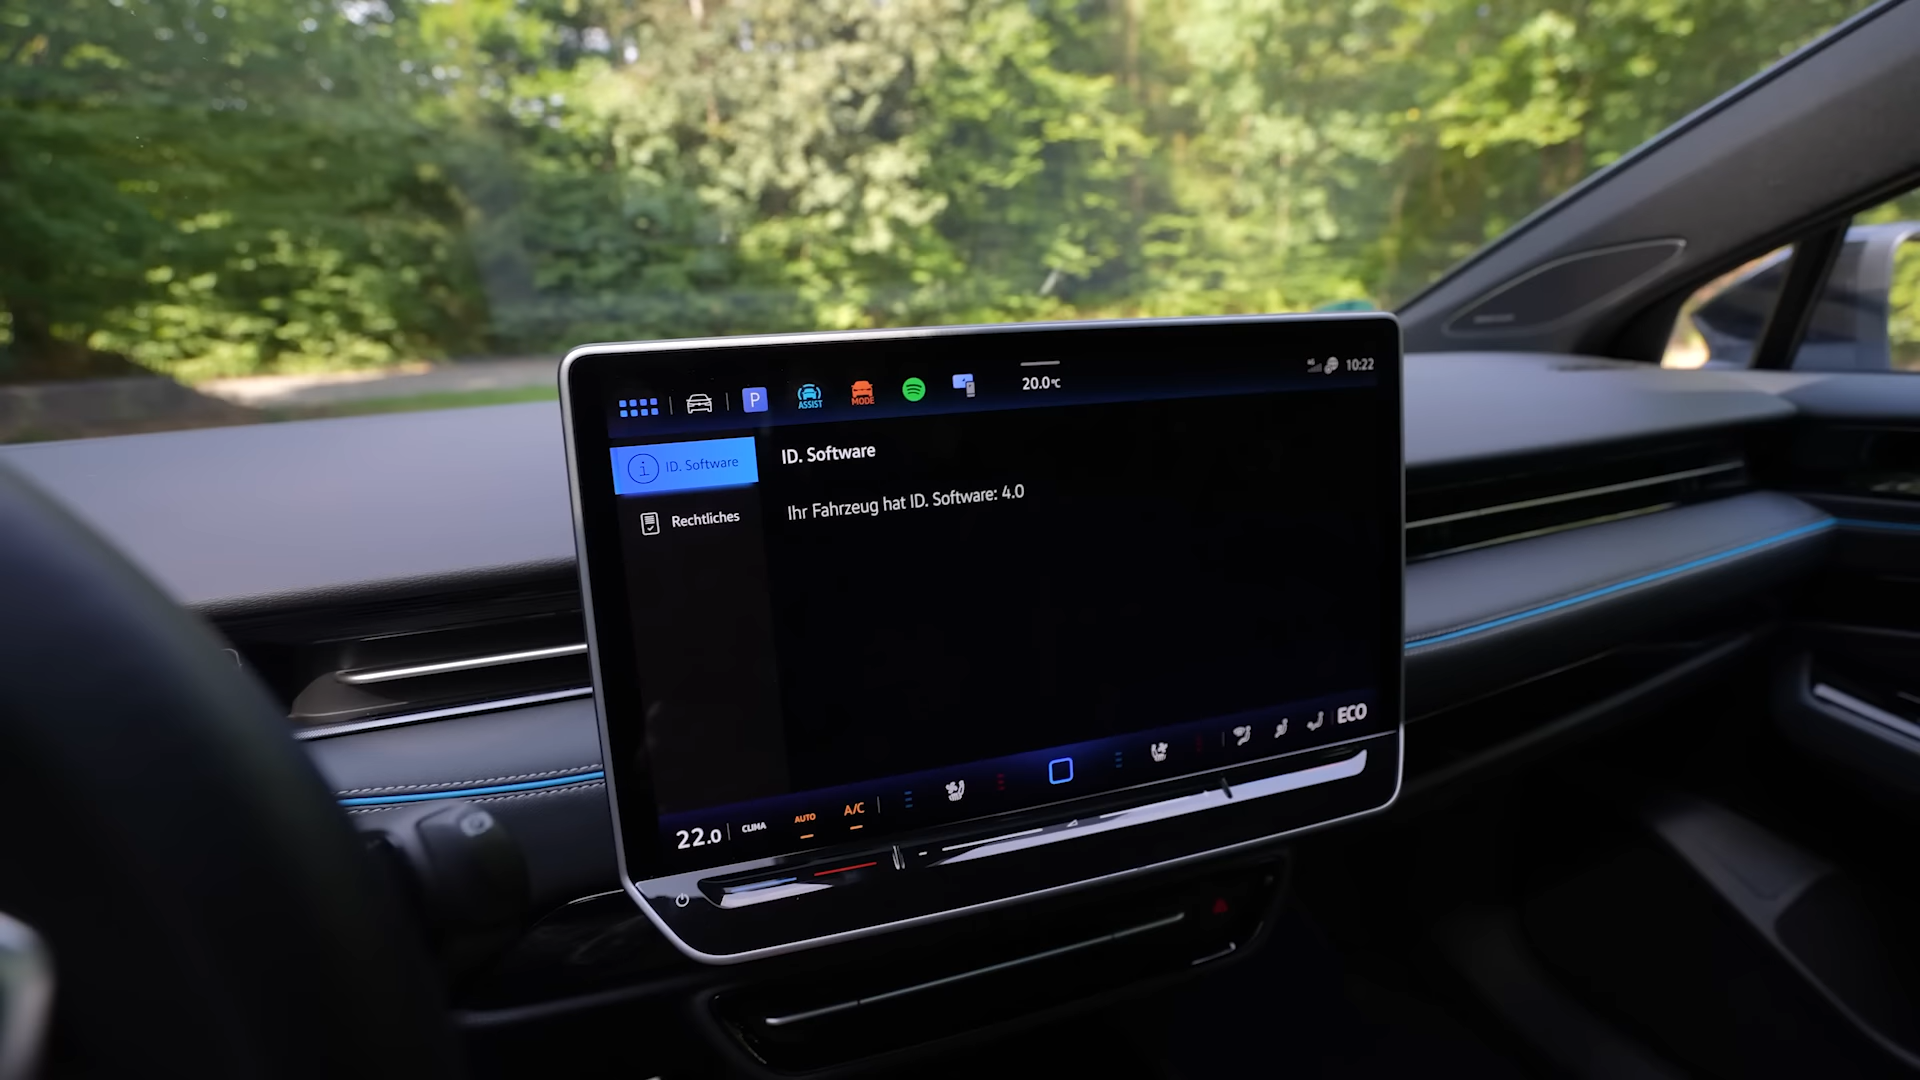 P
ASSIST
MODE
20.0°C
4G
10:22
ID. Software
Rechtliches
ID. Software
Ihr Fahrzeug hat ID. Software: 4.0
22.0
CLIMA
AUTO
A/C
ECO